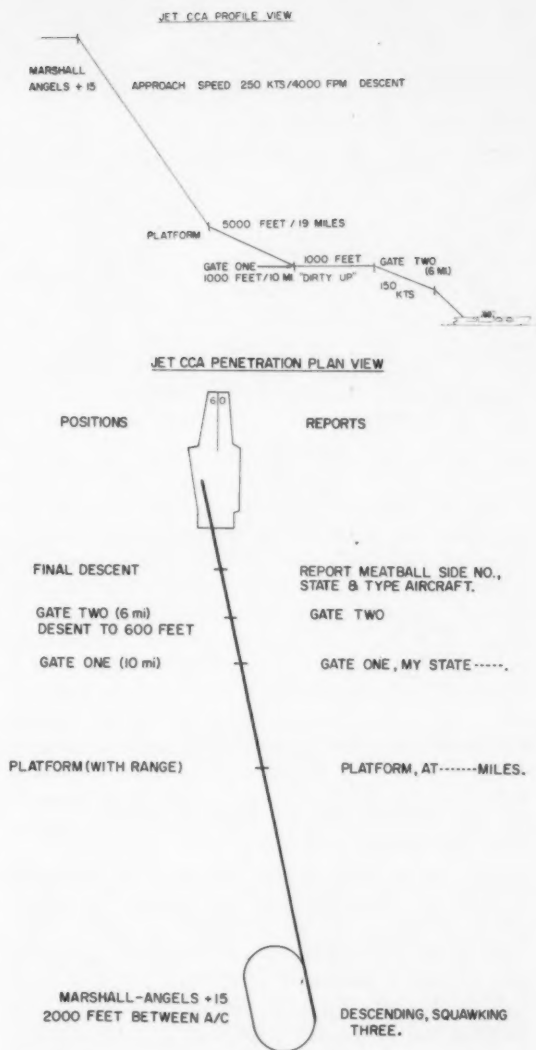 JET CCA PROFILE VIEW
MARSHALL
ANGELS + 15
APPROACH SPEED 250 KTS/4000 FPM DESCENT
5000 FEET / 19 MILES
PLATFORM
1000 FEET
GATE ONE
1000 FEET/10 MI. "DIRTY UP"
GATE TWO
(6 MI)
150
KTS
JET CCA PENETRATION PLAN VIEW
60
POSITIONS
REPORTS
FINAL DESCENT
REPORT MEATBALL SIDE NO.,
STATE & TYPE AIRCRAFT.
GATE TWO (6 mi)
DESENT TO 600 FEET
GATE TWO
GATE ONE (10 mi)
GATE ONE, MY STATE -----.
PLATFORM (WITH RANGE)
PLATFORM, AT-------MILES.
MARSHALL-ANGELS +15
2000 FEET BETWEEN A/C
DESCENDING, SQUAWKING
THREE.